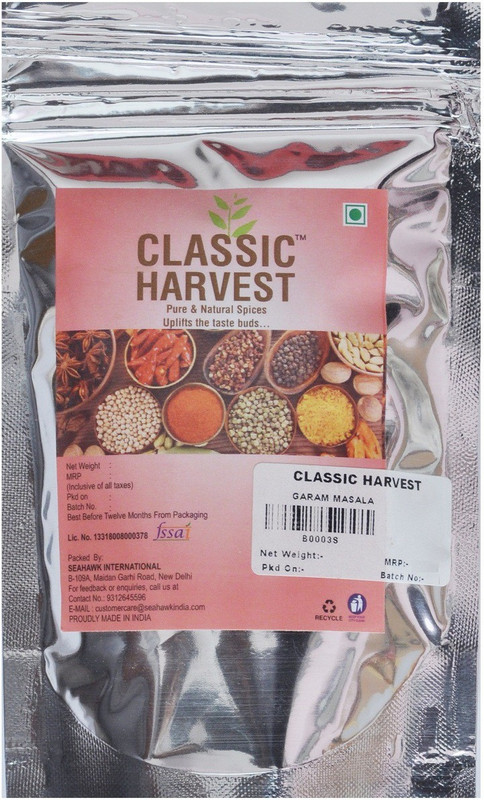 CLASSIC™
HARVEST
Pure & Natural Spices
Uplifts the taste buds...
Net Weight :
MRP :
(Inclusive of all taxes)
Pkd on :
Batch No. :
Best Before Twelve Months From Packaging
Lic. No. 13318008000378 fssai
Packed By:
SEAHAWK INTERNATIONAL
B-109A, Maidan Garhi Road, New Delhi
For feedback or enquiries, call us at
Contact No.: 9312645596
E-MAIL : customercare@seahawkindia.com
PROUDLY MADE IN INDIA
CLASSIC HARVEST
GARAM MASALA
B0003S
Net Weight:- MRP:-
Pkd On:- Batch No:-
RECYCLE